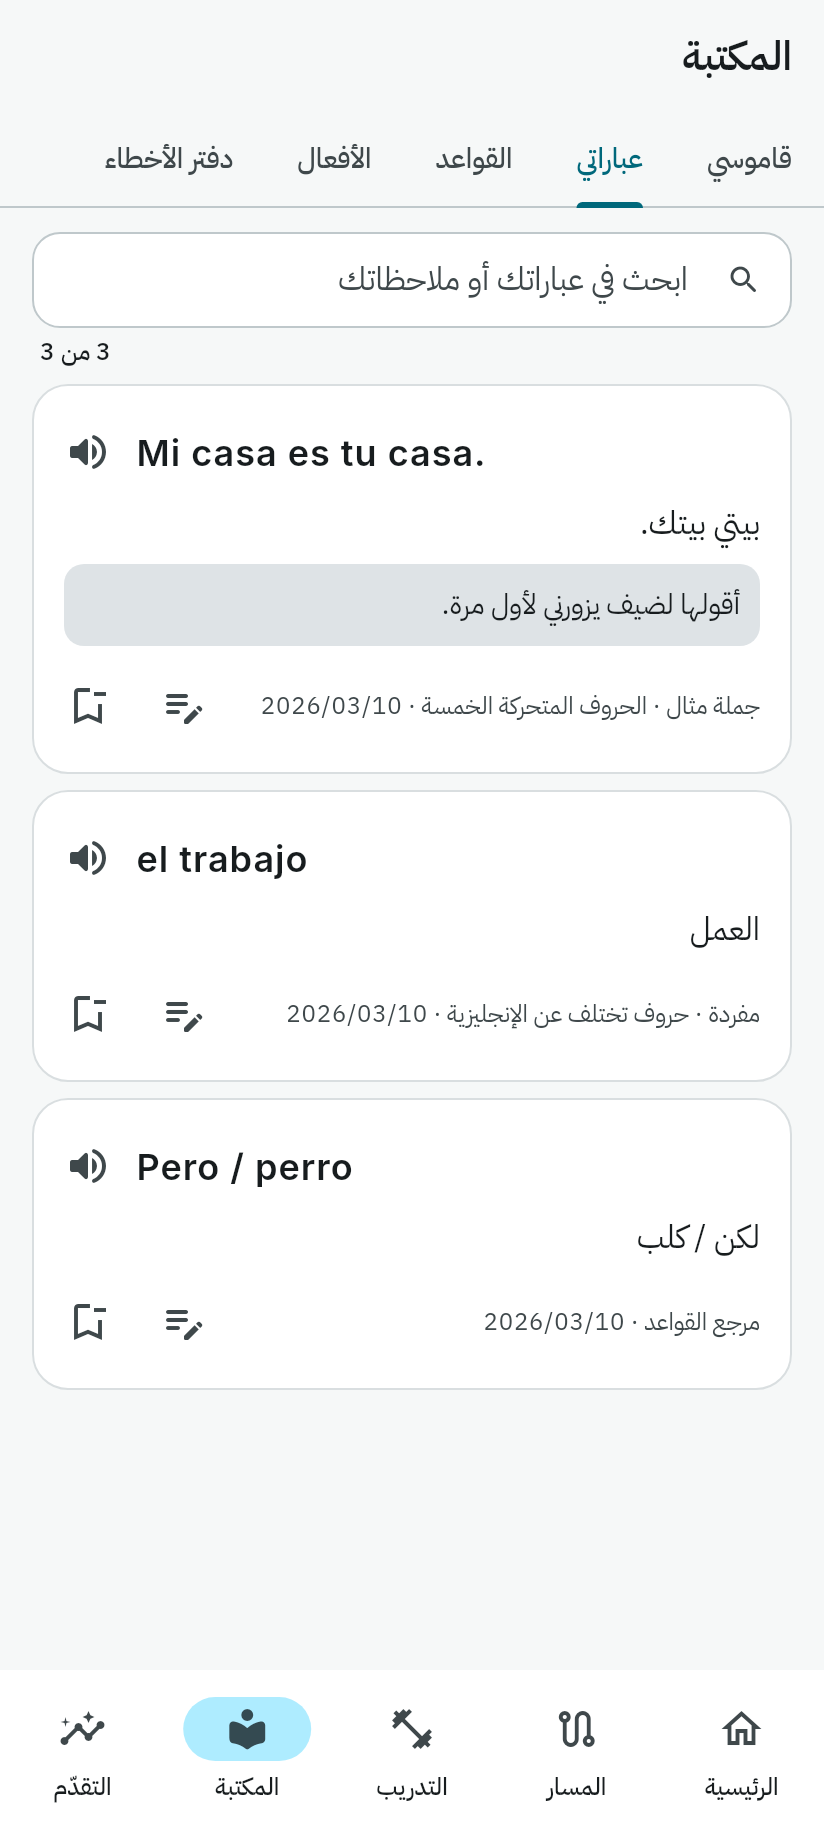 المكتبة
قاموسي
عباراتي
القواعد
الأفعال
دفتر الأخطاء
ابحث في عباراتك أو ملاحظاتك
3 من 3
Mi casa es tu casa.
بيتي بيتك.
أقولها لضيف يزورني لأول مرة.
جملة مثال · الحروف المتحركة الخمسة · 2026/03/10
el trabajo
العمل
مفردة · حروف تختلف عن الإنجليزية · 2026/03/10
Pero / perro
لكن / كلب
مرجع القواعد · 2026/03/10
الرئيسية
المسار
التدريب
المكتبة
التقدّم